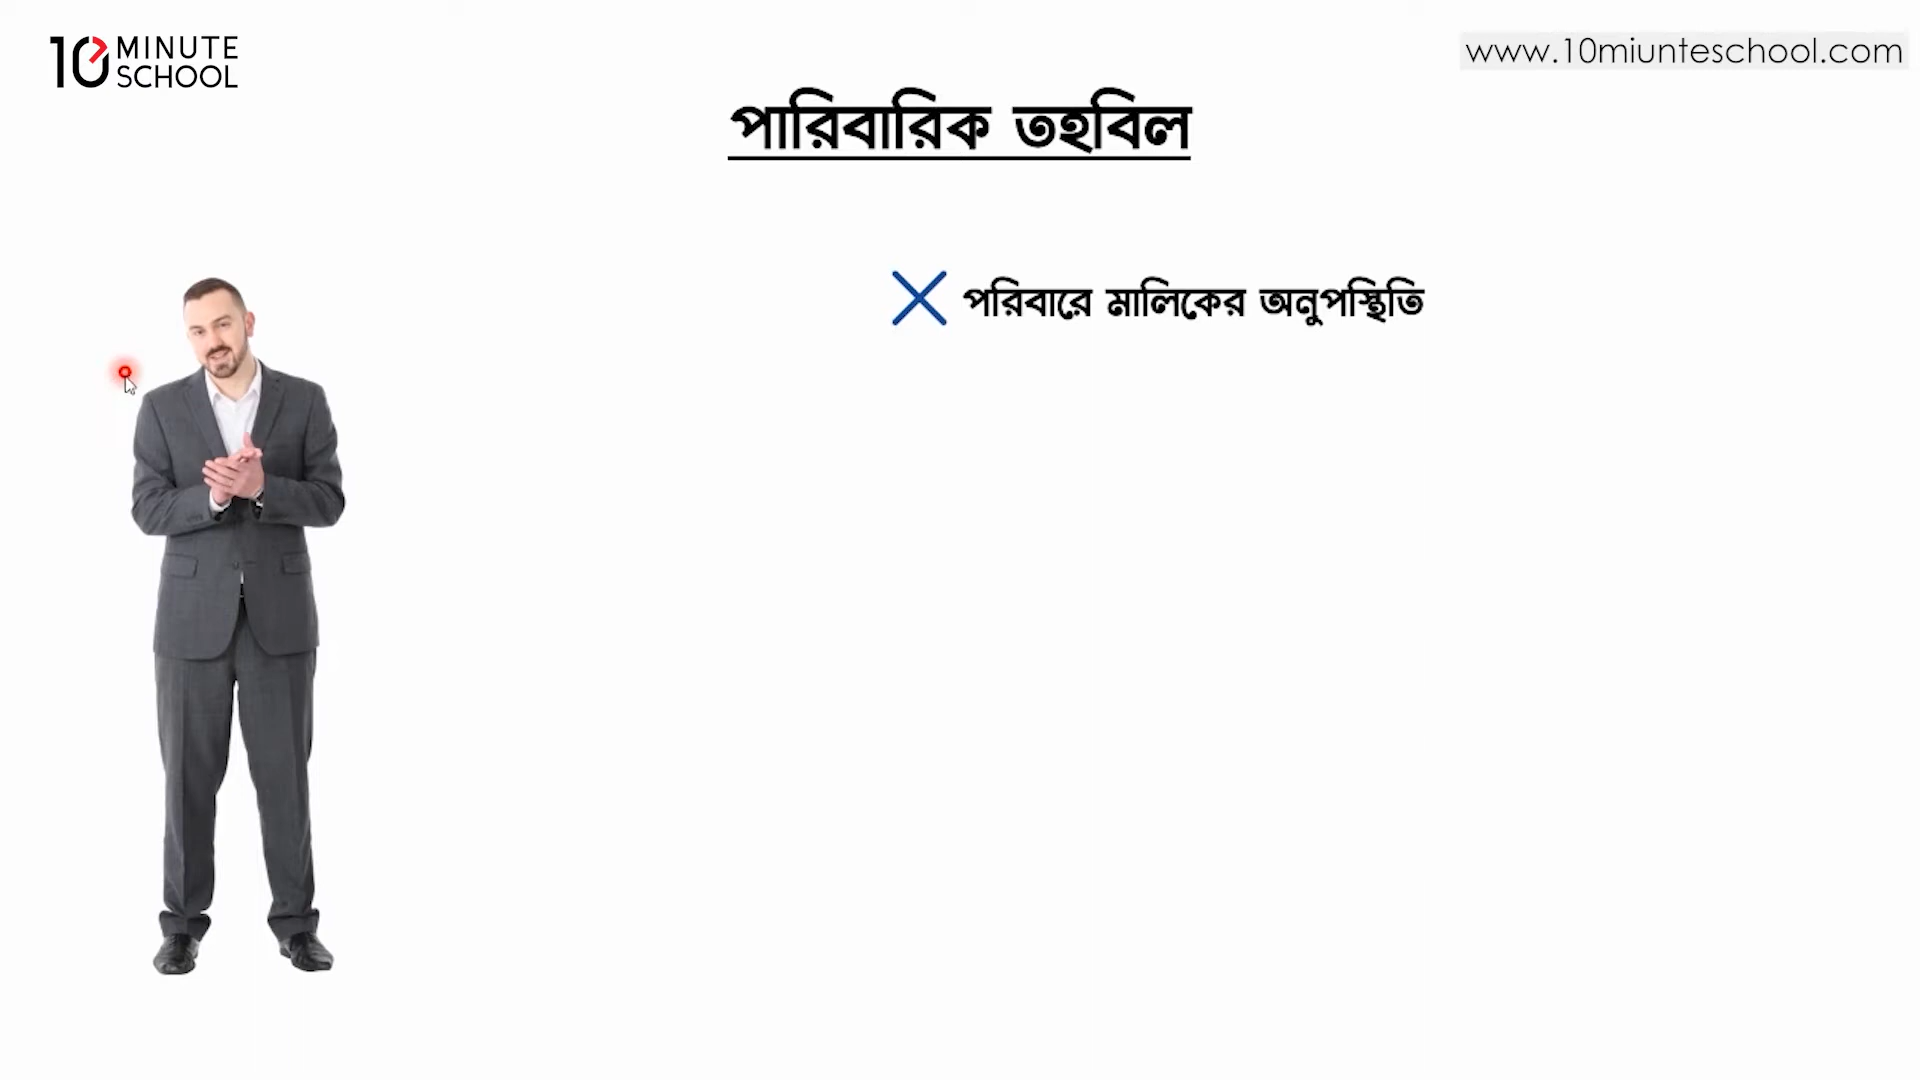 10 MINUTE
SCHOOL
www.10miunteschool.com
পারিবারিক তহবিল
পরিবারে মালিকের অনুপস্থিতি